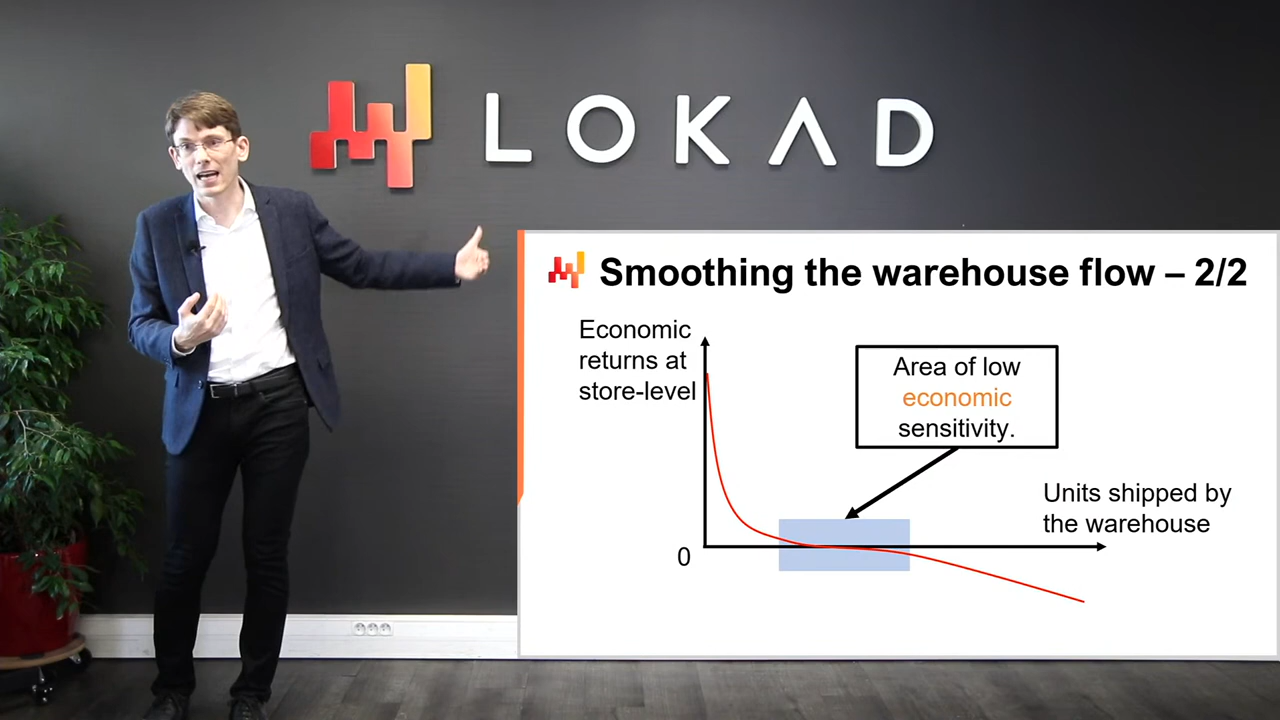 LOKAD
Smoothing the warehouse flow – 2/2
Economic
returns at
store-level
Area of low
economic
sensitivity.
Units shipped by
the warehouse
0